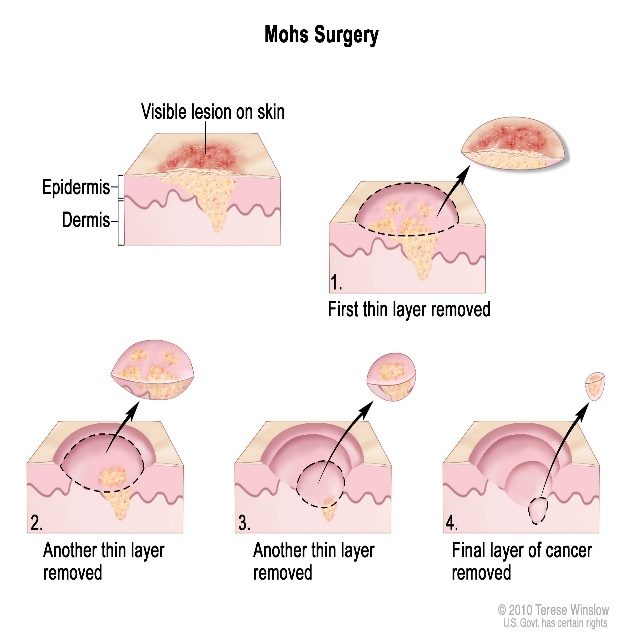 Mohs Surgery
Visible lesion on skin
Epidermis
Dermis
1.
First thin layer removed
2.
Another thin layer
removed
3.
Another thin layer
removed
4.
Final layer of cancer
removed
© 2010 Terese Winslow
U.S. Govt. has certain rights